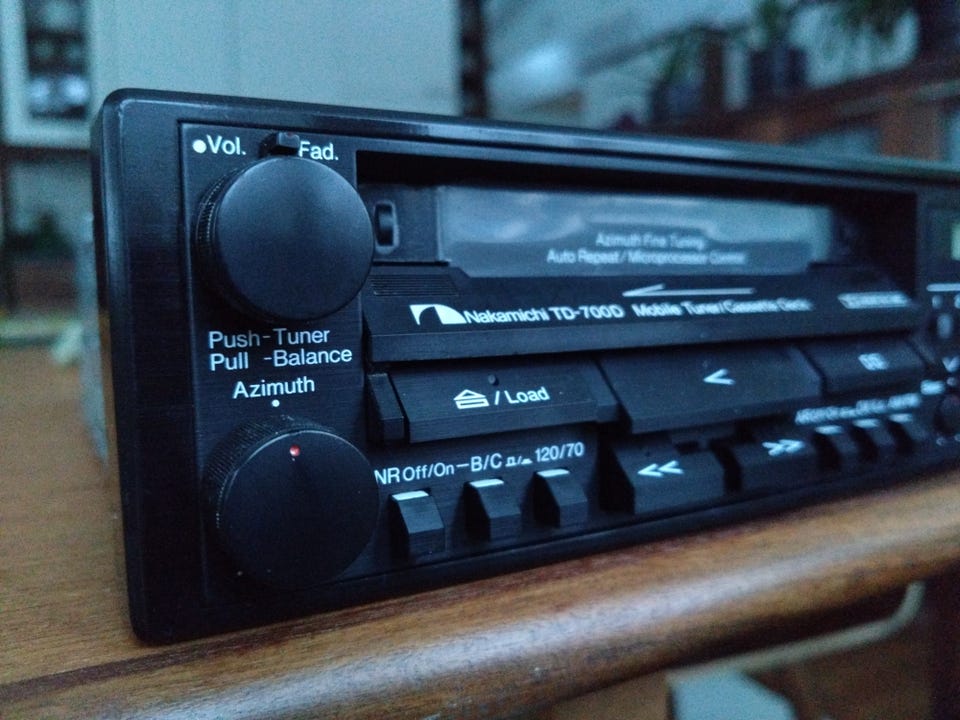 Vol. Fad.
Azimuth Fine Tuning
Auto Repeat / Microprocessor Control
Nakamichi TD-700D Mobile Tuner/Cassette Deck
Push-Tuner
Pull -Balance
Azimuth
/ Load
<
NR Off/On – B/C 120/70
<< >>